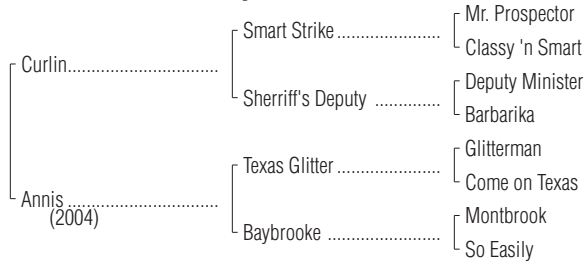 Mr. Prospector
Smart Strike ....................
Classy 'n Smart
Curlin..............................
Deputy Minister
Sherriff's Deputy .............
Barbarika
Glitterman
Texas Glitter ....................
Come on Texas
Annis ..............................
(2004)
Montbrook
Baybrooke ......................
So Easily